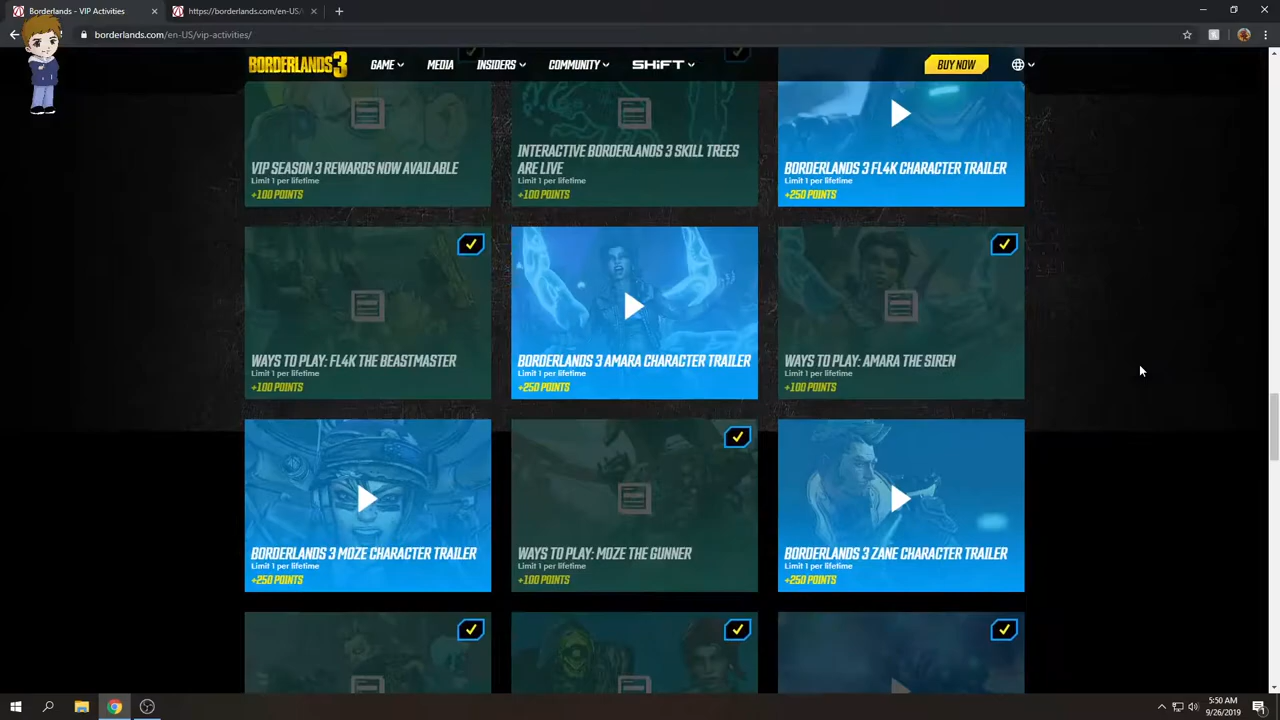 Borderlands - VIP Activities
https://borderlands.com/en-US/v
borderlands.com/en-US/vip-activities/
BORDERLANDS 3
GAME
MEDIA
INSIDERS
COMMUNITY
SHiFT
BUY NOW
VIP SEASON 3 REWARDS NOW AVAILABLE
Limit 1 per lifetime
+100 POINTS
INTERACTIVE BORDERLANDS 3 SKILL TREES
ARE LIVE
Limit 1 per lifetime
+100 POINTS
BORDERLANDS 3 FL4K CHARACTER TRAILER
Limit 1 per lifetime
+250 POINTS
WAYS TO PLAY: FL4K THE BEASTMASTER
Limit 1 per lifetime
+100 POINTS
BORDERLANDS 3 AMARA CHARACTER TRAILER
Limit 1 per lifetime
+250 POINTS
WAYS TO PLAY: AMARA THE SIREN
Limit 1 per lifetime
+100 POINTS
BORDERLANDS 3 MOZE CHARACTER TRAILER
Limit 1 per lifetime
+250 POINTS
WAYS TO PLAY: MOZE THE GUNNER
Limit 1 per lifetime
+100 POINTS
BORDERLANDS 3 ZANE CHARACTER TRAILER
Limit 1 per lifetime
+250 POINTS
5:50 AM
9/26/2019